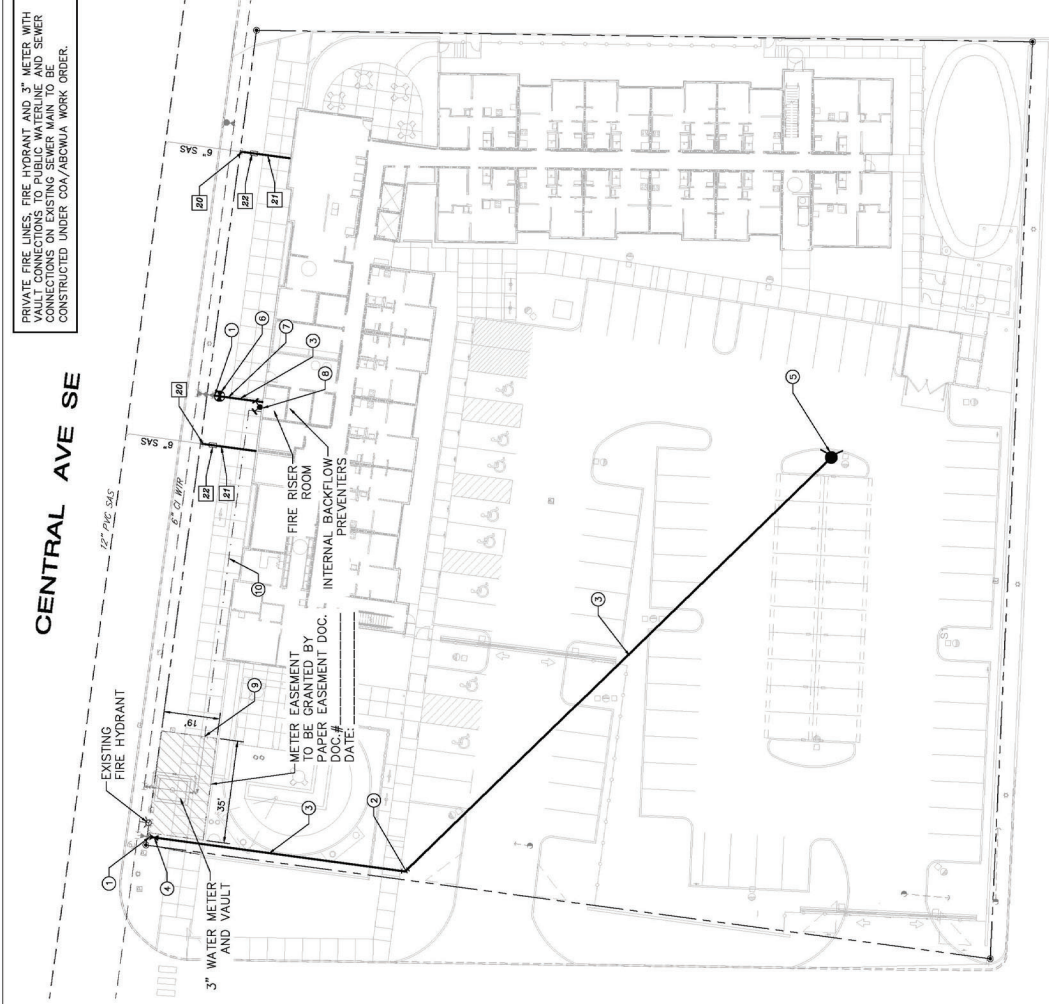 PRIVATE FIRE LINES, FIRE HYDRANT AND 3" METER WITH
VAULT CONNECTIONS TO PUBLIC WATERLINE AND SEWER
CONNECTIONS ON EXISTING SEWER MAIN TO BE
CONSTRUCTED UNDER COA/ABCWUA WORK ORDER.
CENTRAL AVE SE
12" PVC SAS
6" CI WTR
6" SAS
20
22
21
6" SAS
20
22
21
1
6
7
3
8
FIRE RISER
ROOM
INTERNAL BACKFLOW
PREVENTERS
10
EXISTING
FIRE HYDRANT
19'
9
35'
METER EASEMENT
TO BE GRANTED BY
PAPER EASEMENT DOC.
DOC.#
DATE:
1
4
3" WATER METER
AND VAULT
3
2
3
5